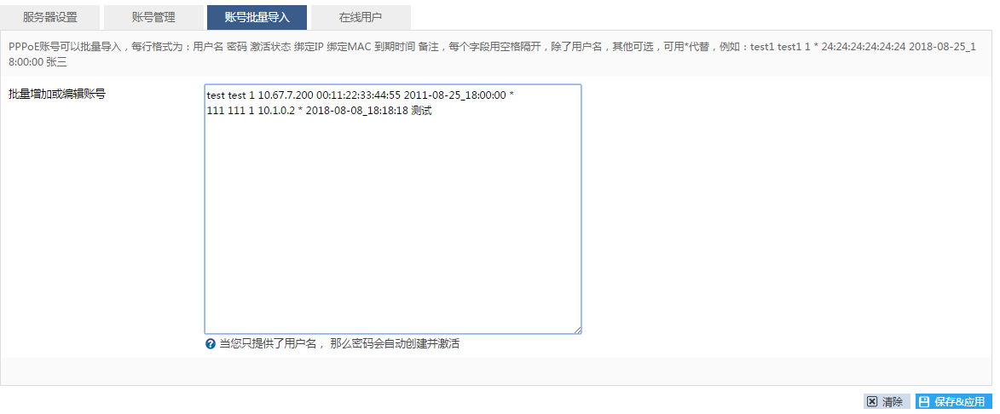 服务器设置 账号管理 账号批量导入 在线用户
PPPoE账号可以批量导入，每行格式为：用户名 密码 激活状态 绑定IP 绑定MAC 到期时间 备注，每个字段用空格隔开，除了用户名，其他可选，可用*代替，例如：test1 test1 1 * 24:24:24:24:24:24 2018-08-25_1
8:00:00 张三
批量增加或编辑账号
test test 1 10.67.7.200 00:11:22:33:44:55 2011-08-25_18:00:00 *
111 111 1 10.1.0.2 * 2018-08-08_18:18:18 测试
当您只提供了用户名， 那么密码会自动创建并激活
清除 保存&应用